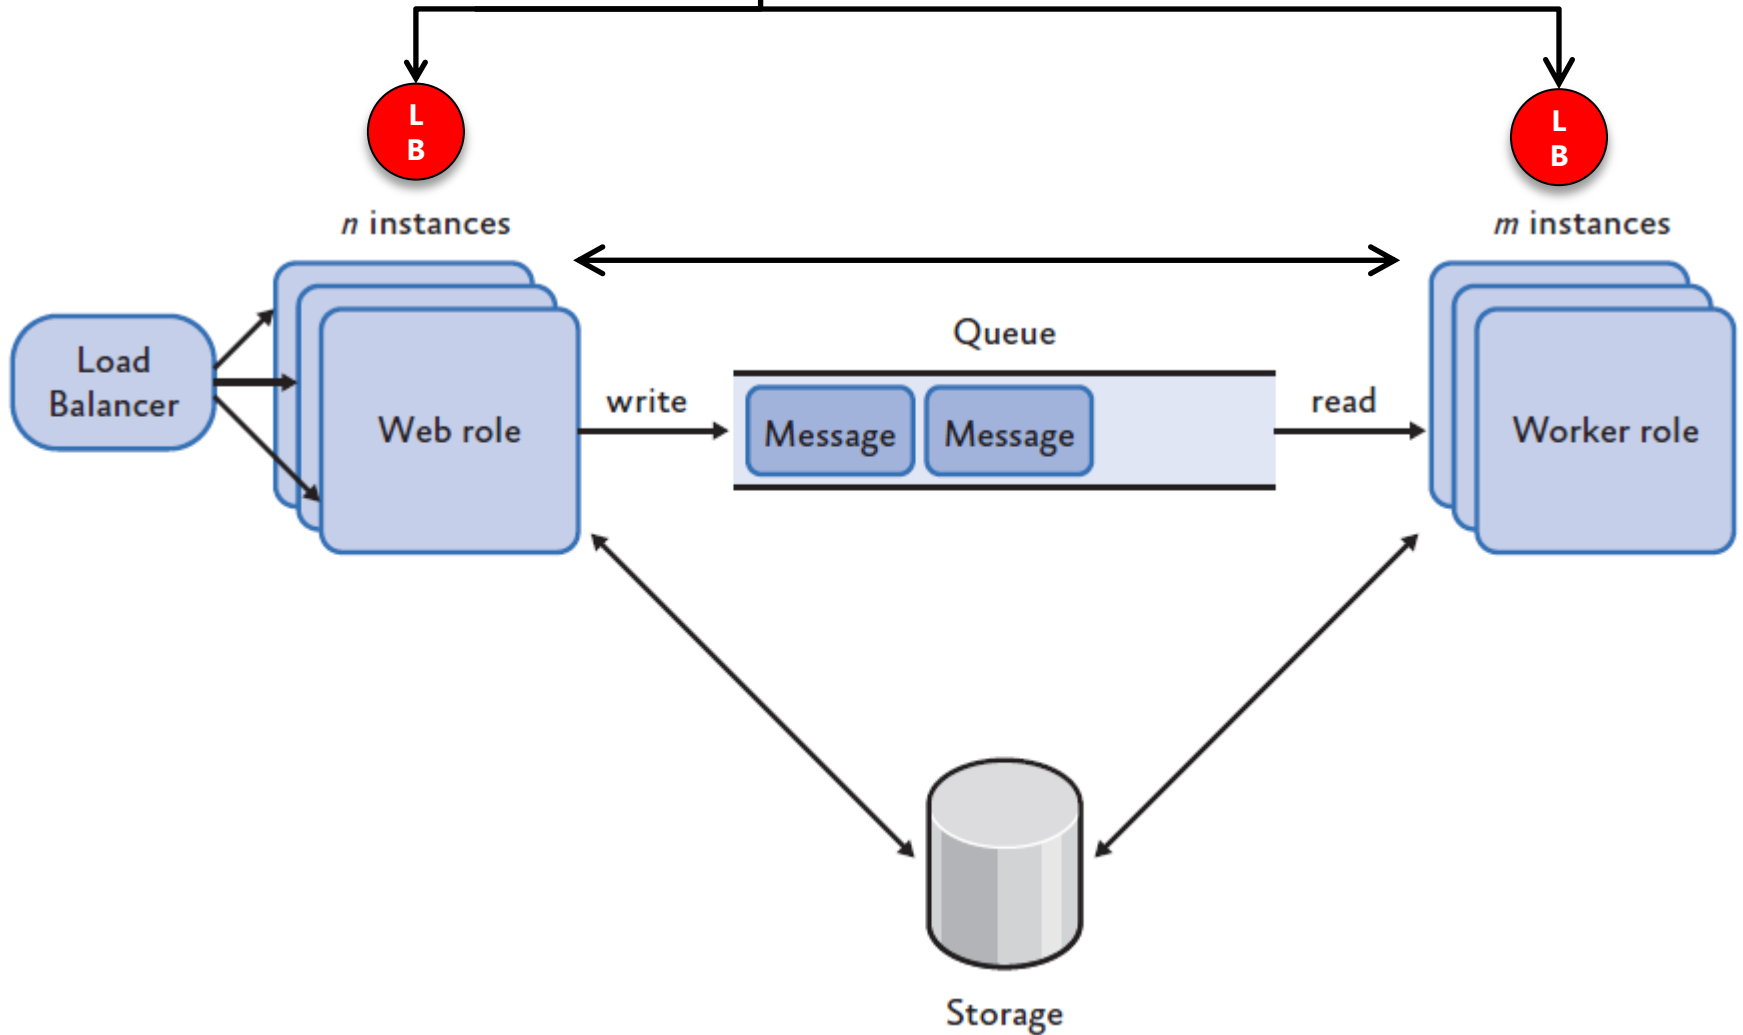 L
B
L
B
n instances
m instances
Queue
Load
Balancer
write
read
Web role
Message
Message
Worker role
Storage